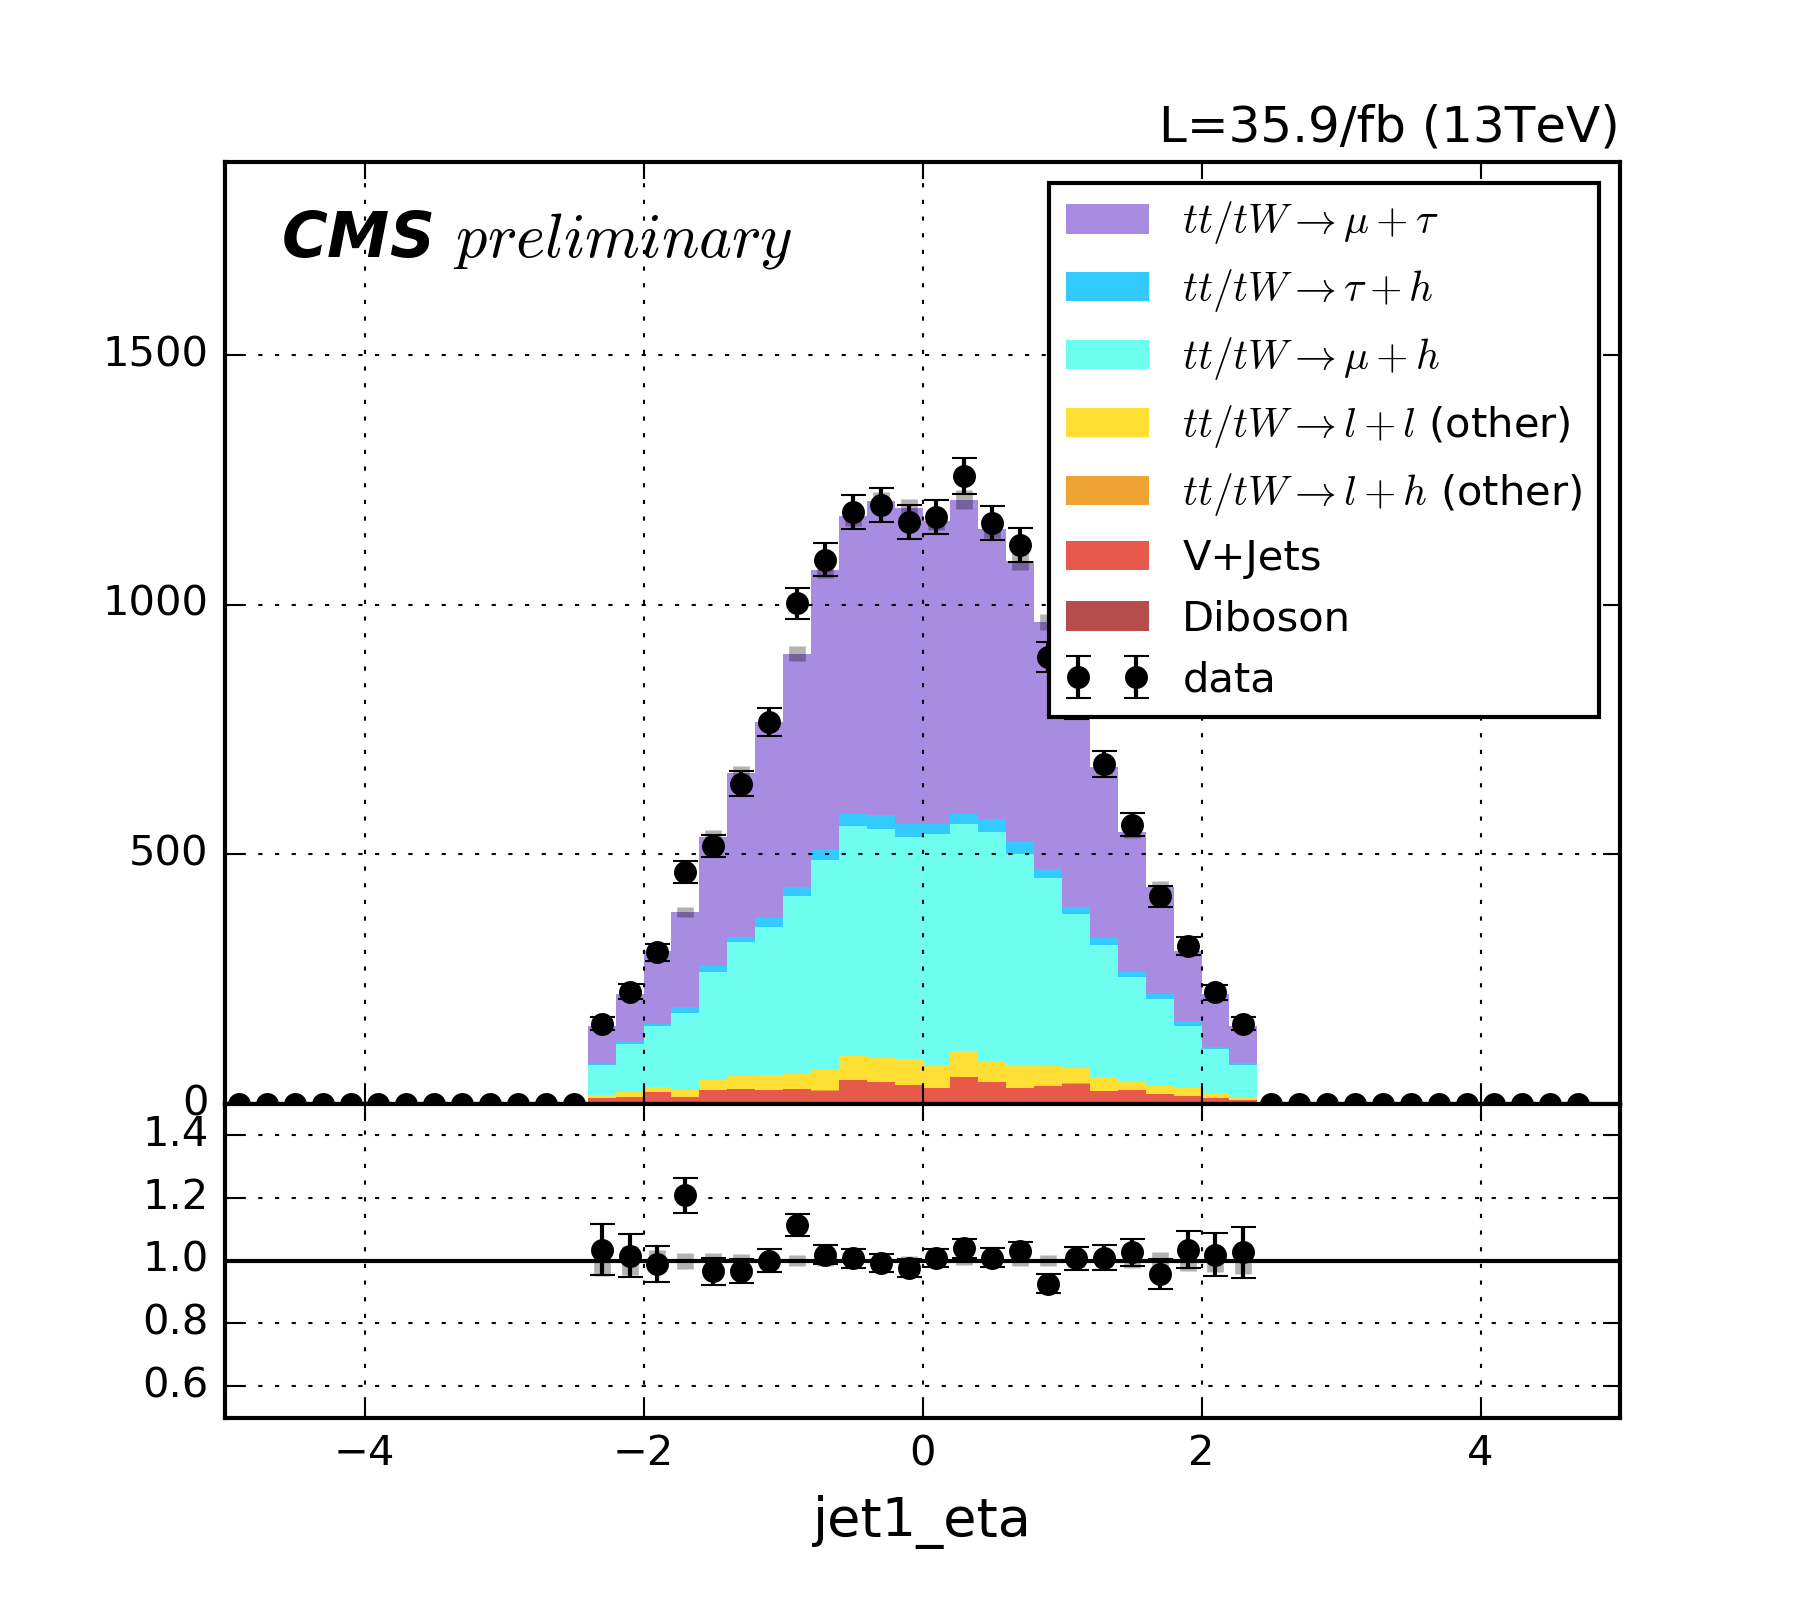 L=35.9/fb (13TeV)
CMS preliminary
tt/tW → μ + τ
tt/tW → τ + h
tt/tW → μ + h
tt/tW → l + l (other)
tt/tW → l + h (other)
V+Jets
Diboson
data
1500
1000
500
0
1.4
1.2
1.0
0.8
0.6
−4 −2 0 2 4
jet1_eta